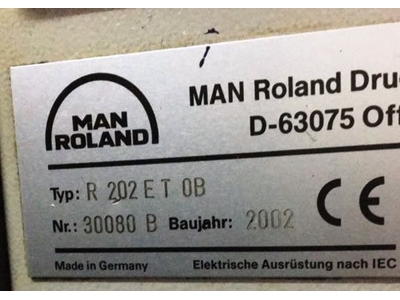 MAN
ROLAND
MAN Roland Dru
D-63075 Off
Typ: R 202 E T 0B
Nr.: 30080 B Baujahr: 2002
CE
Made in Germany Elektrische Ausrüstung nach IEC